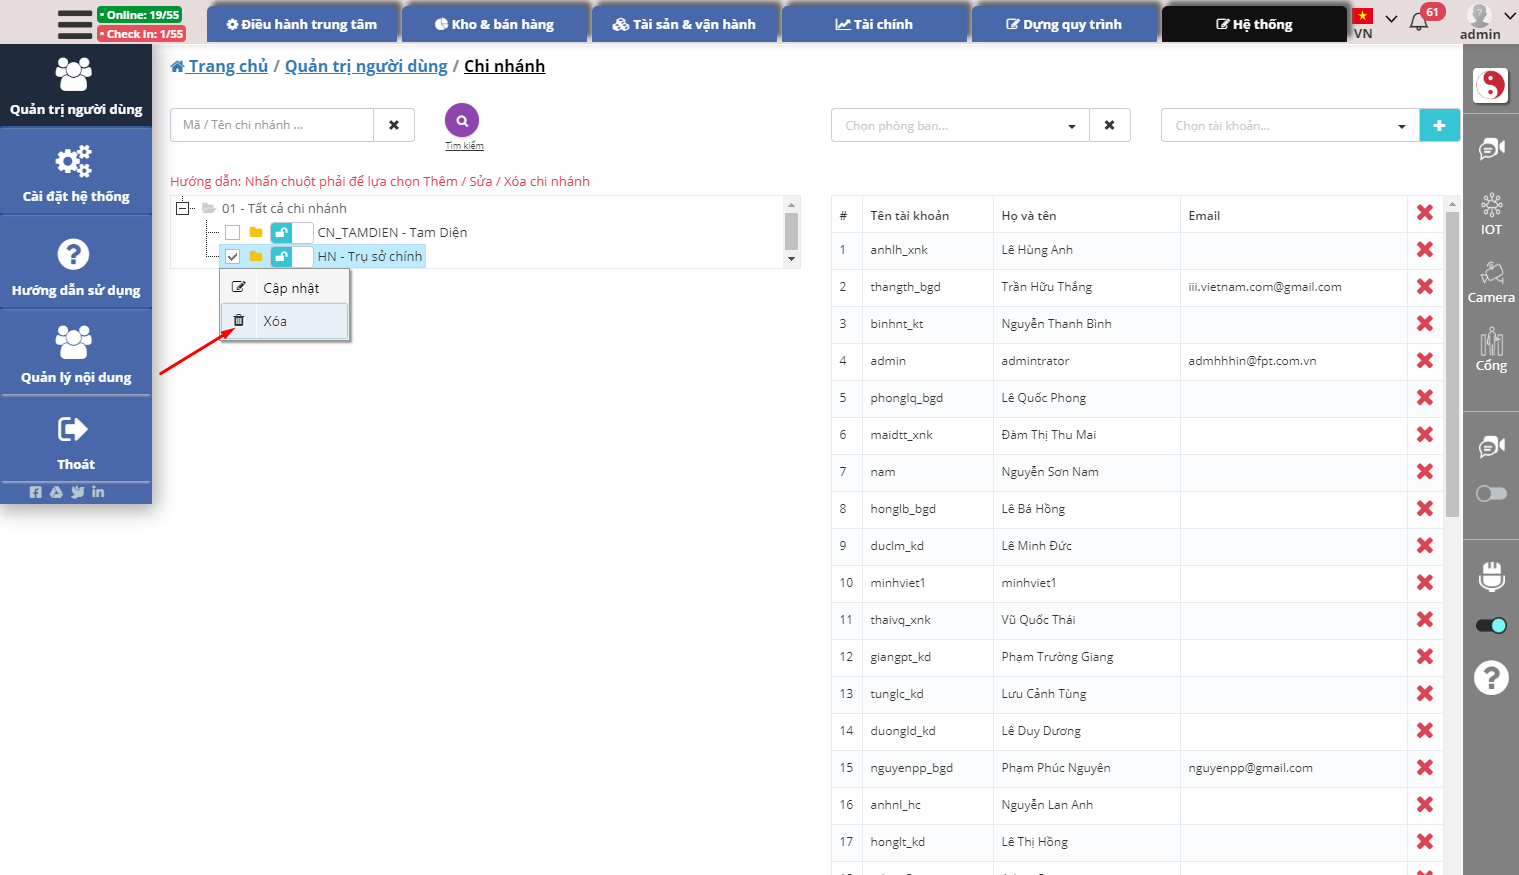 • Online: 19/55
• Check in: 1/55
Điều hành trung tâm
Kho & bán hàng
Tài sản & vận hành
Tài chính
Dựng quy trình
Hệ thống
VN
61
admin
Quản trị người dùng
Cài đặt hệ thống
Hướng dẫn sử dụng
Quản lý nội dung
Thoát
Trang chủ / Quản trị người dùng / Chi nhánh
Mã / Tên chi nhánh ...
Tìm kiếm
Chọn phòng ban...
Chọn tài khoản...
Hướng dẫn: Nhấn chuột phải để lựa chọn Thêm / Sửa / Xóa chi nhánh
01 - Tất cả chi nhánh
CN_TAMDIEN - Tam Diện
HN - Trụ sở chính
Cập nhật
Xóa
# Tên tài khoản Họ và tên Email
1 anhlh_xnk Lê Hùng Anh
2 thangth_bgd Trần Hữu Thắng iii.vietnam.com@gmail.com
3 binhnt_kt Nguyễn Thanh Bình
4 admin admintrator admhhhin@fpt.com.vn
5 phonglq_bgd Lê Quốc Phong
6 maidtt_xnk Đàm Thị Thu Mai
7 nam Nguyễn Sơn Nam
8 honglb_bgd Lê Bá Hồng
9 duclm_kd Lê Minh Đức
10 minhviet1 minhviet1
11 thaivq_xnk Vũ Quốc Thái
12 giangpt_kd Phạm Trường Giang
13 tunglc_kd Lưu Cảnh Tùng
14 duongld_kd Lê Duy Dương
15 nguyenpp_bgd Phạm Phúc Nguyên nguyenpp@gmail.com
16 anhnl_hc Nguyễn Lan Anh
17 honglt_kd Lê Thị Hồng
IOT
Camera
Cổng